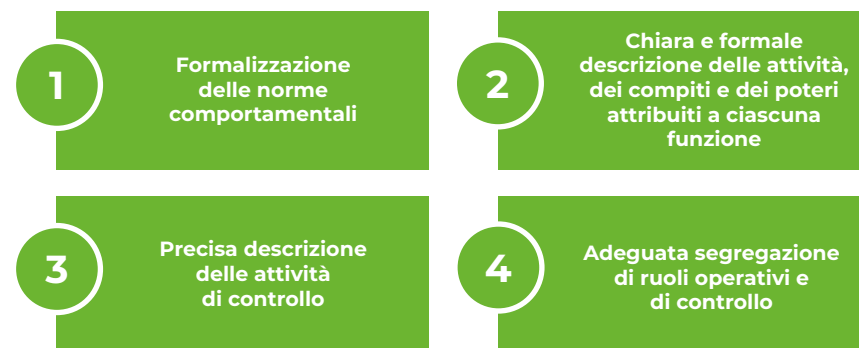 1
Formalizzazione
delle norme
comportamentali
2
Chiara e formale
descrizione delle attività,
dei compiti e dei poteri
attribuiti a ciascuna
funzione
3
Precisa descrizione
delle attività
di controllo
4
Adeguata segregazione
di ruoli operativi e
di controllo